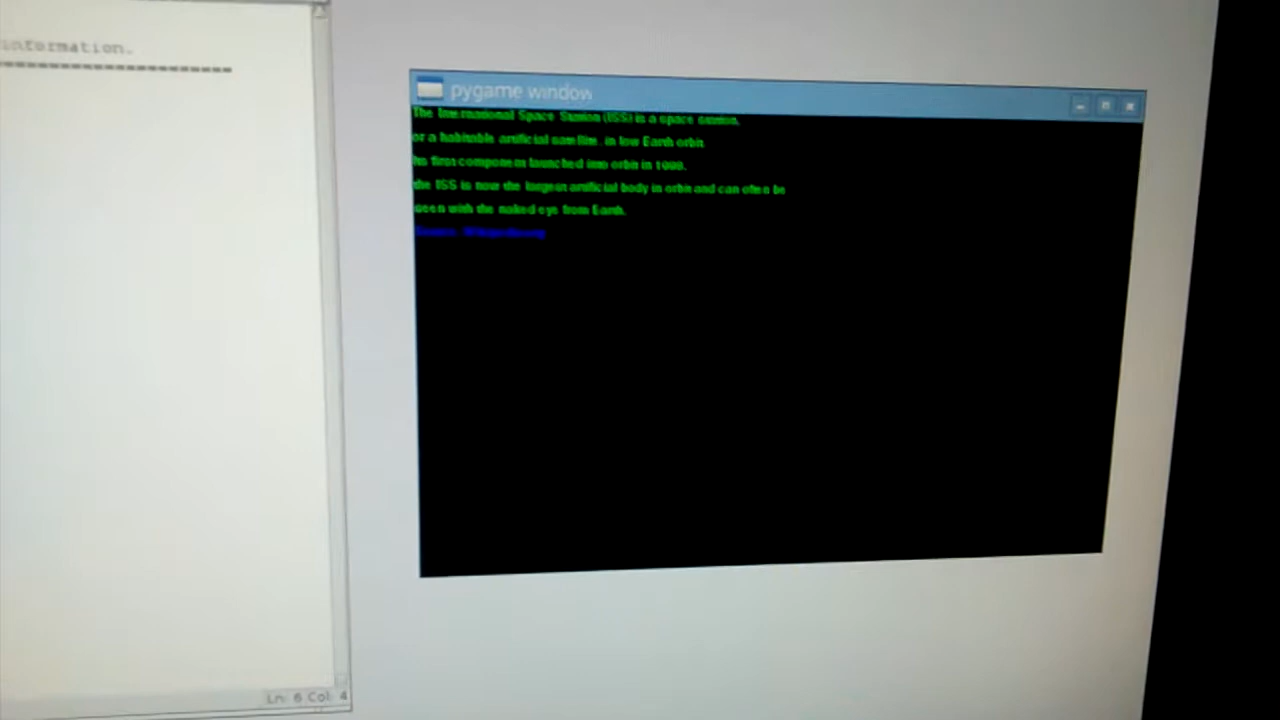 information.
====================
pygame window
The International Space Station (ISS) is a space station,
or a habitable artificial satellite, in low Earth orbit.
Its first component launched into orbit in 1998,
the ISS is now the largest artificial body in orbit and can often be
seen with the naked eye from Earth.
Ln: 6 Col: 4